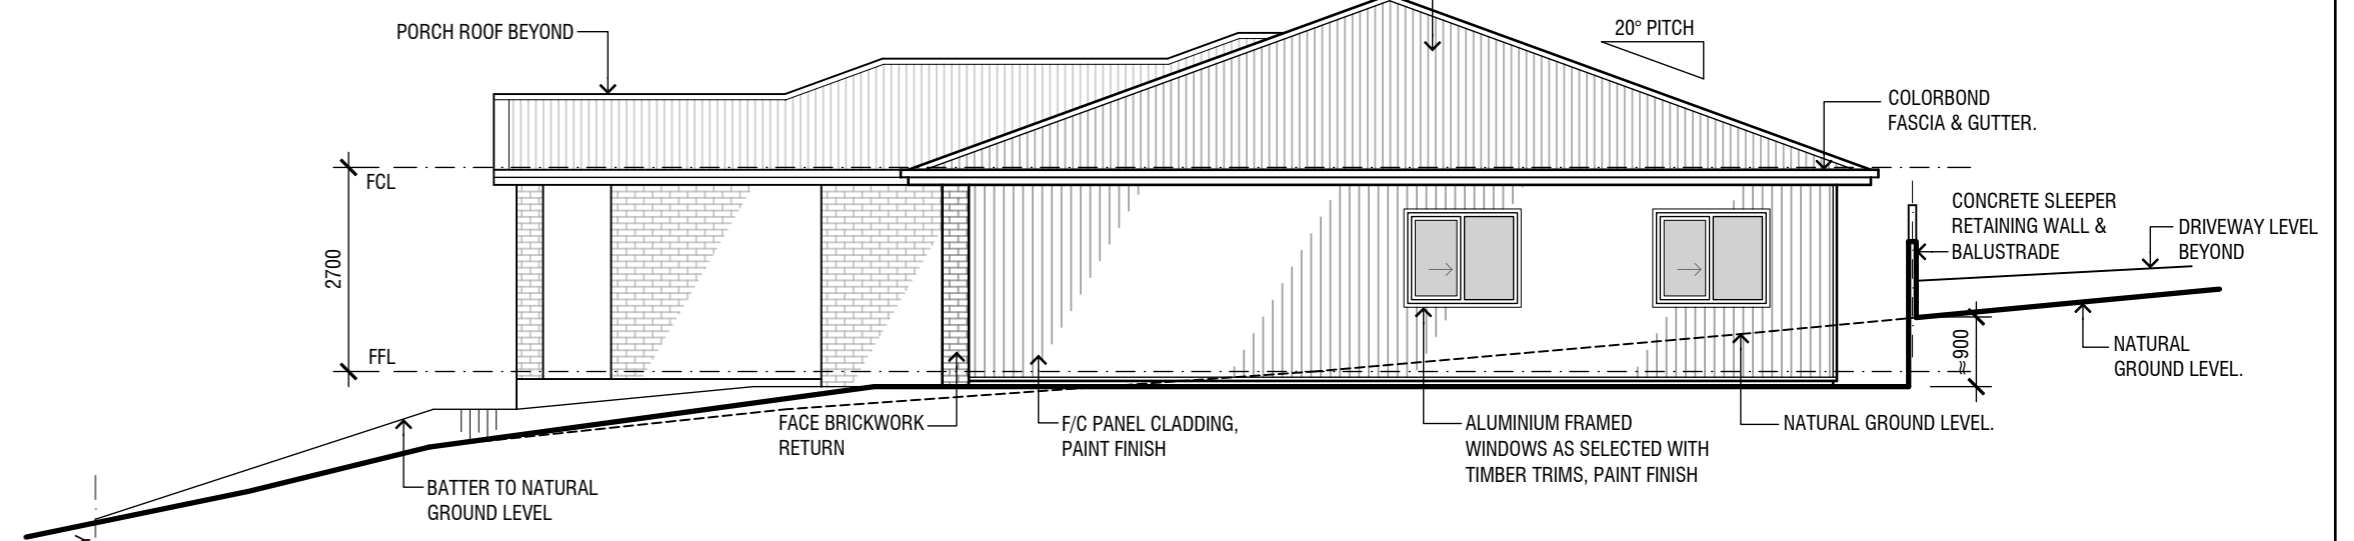 PORCH ROOF BEYOND
20° PITCH
COLORBOND
FASCIA & GUTTER.
FCL
CONCRETE SLEEPER
RETAINING WALL &
BALUSTRADE
DRIVEWAY LEVEL
BEYOND
2700
FFL
≈900
NATURAL
GROUND LEVEL.
FACE BRICKWORK
RETURN
F/C PANEL CLADDING,
PAINT FINISH
ALUMINIUM FRAMED
WINDOWS AS SELECTED WITH
TIMBER TRIMS, PAINT FINISH
NATURAL GROUND LEVEL.
BATTER TO NATURAL
GROUND LEVEL